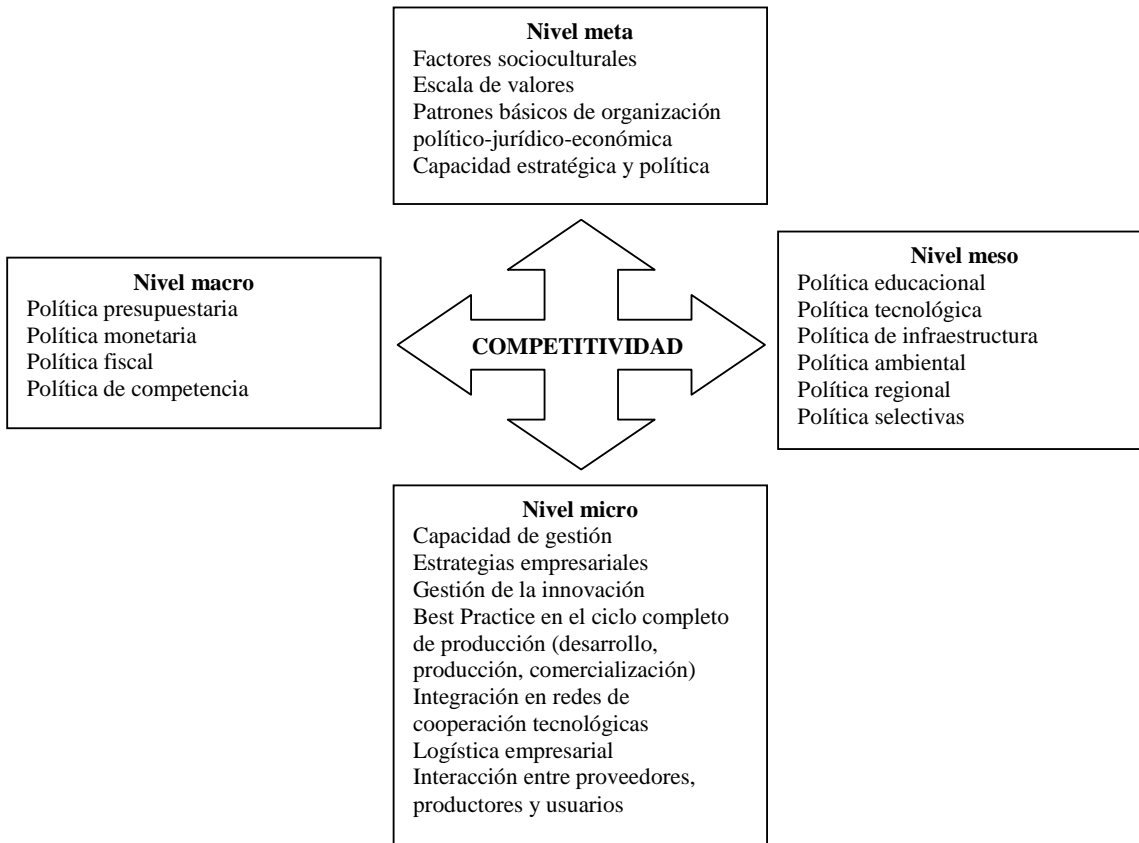 Nivel meta
Factores socioculturales
Escala de valores
Patrones básicos de organización
político-jurídico-económica
Capacidad estratégica y política
Nivel macro
Política presupuestaria
Política monetaria
Política fiscal
Política de competencia
COMPETITIVIDAD
Nivel meso
Política educacional
Política tecnológica
Política de infraestructura
Política ambiental
Política regional
Política selectivas
Nivel micro
Capacidad de gestión
Estrategias empresariales
Gestión de la innovación
Best Practice en el ciclo completo
de producción (desarrollo,
producción, comercialización)
Integración en redes de
cooperación tecnológicas
Logística empresarial
Interacción entre proveedores,
productores y usuarios